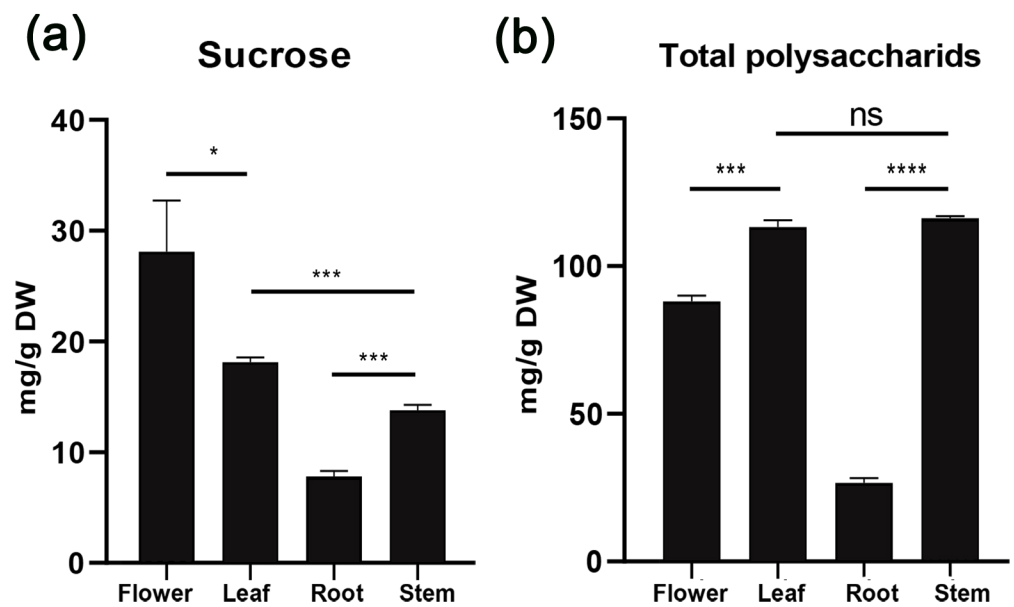 (a)
Sucrose
mg/g DW
40
30
20
10
0
*
***
***
Flower Leaf Root Stem
(b)
Total polysaccharids
mg/g DW
150
100
50
0
ns
*** ****
Flower Leaf Root Stem